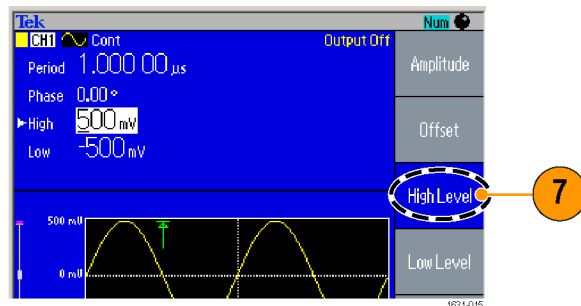 Tek Num
CH1 Cont Output Off
Period 1.000 00 µs
Phase 0.00 °
High 500 mV
Low -500 mV
Amplitude
Offset
High Level
Low Level
7
500 mV
0 mV
1631-015